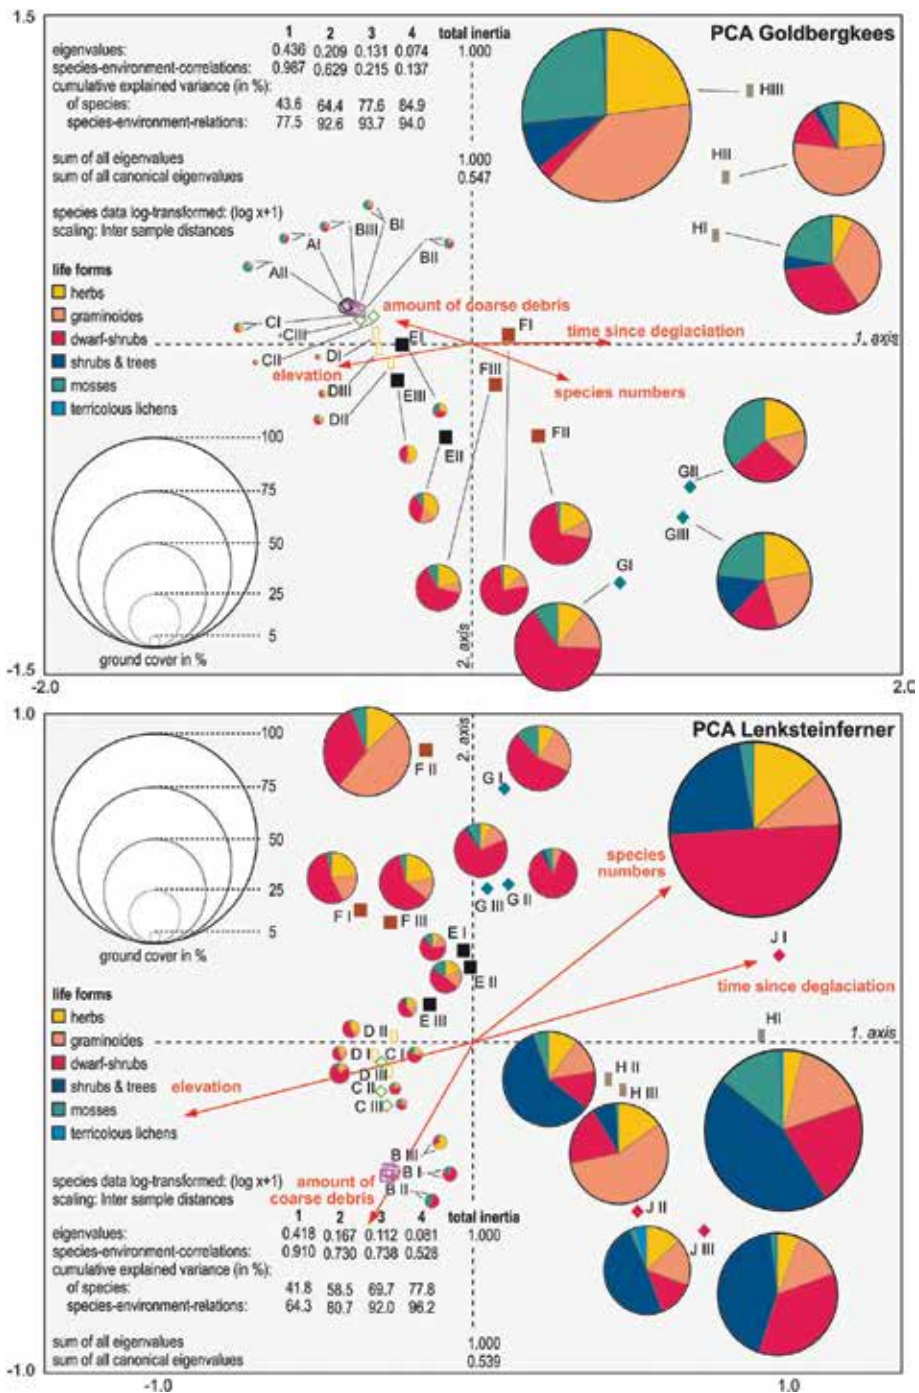 1.5
1 2 3 4 total inertia
PCA Goldbergkees
eigenvalues: 0.436 0.209 0.131 0.074 1.000
species-environment-correlations: 0.967 0.629 0.215 0.137
cumulative explained variance (in %):
of species: 43.6 64.4 77.6 84.9
species-environment-relations: 77.5 92.6 93.7 94.0
sum of all eigenvalues 1.000
sum of all canonical eigenvalues 0.547
species data log-transformed: (log x+1)
scaling: Inter sample distances
HIII
HII
HI
BI
BIII
AI
BII
AII
life forms
herbs
graminoides
dwarf-shrubs
shrubs & trees
mosses
terricolous lichens
amount of coarse debris
CI
CIII
CII
FI
time since deglaciation
EI
1. axis
DI
elevation
FIII
DIII
EIII
species numbers
DII
EII
FII
GII
GIII
GI
100
75
50
25
5
ground cover in %
2. axis
-1.5
-2.0
2.0
1.0
PCA Lenksteinferner
100
75
50
25
5
ground cover in %
2. axis
F II
G I
species
numbers
G III
G II
F I
F III
E I
J I
E II
time since deglaciation
life forms
herbs
graminoides
dwarf-shrubs
shrubs & trees
mosses
terricolous lichens
E III
D II
HI
1. axis
D I
C I
D III
elevation
C II
C III
H II
H III
B III
B I
B II
amount of
coarse debris
J II
J III
species data log-transformed: (log x+1)
scaling: Inter sample distances
1 2 3 4 total inertia
eigenvalues: 0.418 0.167 0.112 0.081 1.000
species-environment-correlations: 0.910 0.730 0.738 0.528
cumulative explained variance (in %):
of species: 41.8 58.5 69.7 77.8
species-environment-relations: 64.3 80.7 92.0 96.2
sum of all eigenvalues 1.000
sum of all canonical eigenvalues 0.539
-1.0
-1.0
1.0